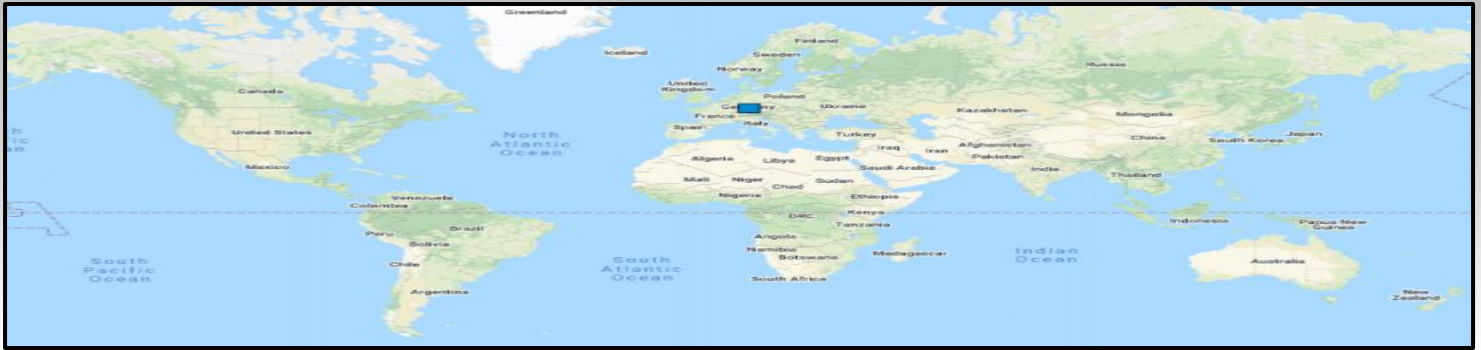 Greenland
Iceland
Finland
Sweden
Norway
Russia
United
Kingdom
Canada
Poland
Ukraine
France
Italy
Spain
Kazakhstan
Mongolia
United States
North
Atlantic
Ocean
Turkey
China
South Korea
Japan
Iraq
Iran
Afghanistan
Pakistan
Mexico
Algeria
Libya
Egypt
Saudi Arabia
India
Thailand
Mali
Niger
Chad
Sudan
Nigeria
Ethiopia
Venezuela
Colombia
DRC
Kenya
Tanzania
Indonesia
Papua New
Guinea
Peru
Brazil
Bolivia
Angola
Namibia
Botswana
Madagascar
Indian
Ocean
South
Pacific
Ocean
Chile
South
Atlantic
Ocean
Australia
South Africa
Argentina
New
Zealand